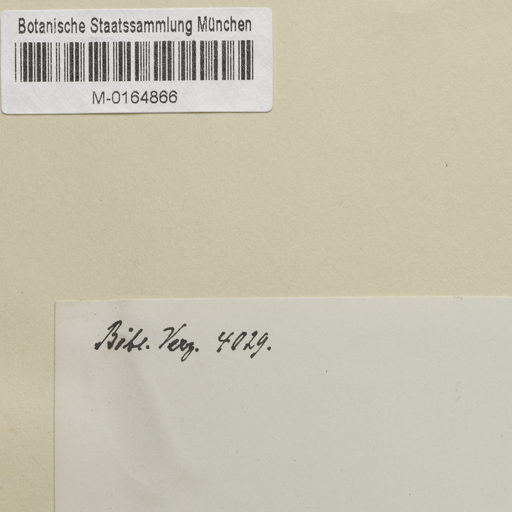 Botanische Staatssammlung München
M-0164866
Bibl. Verz. 4029.